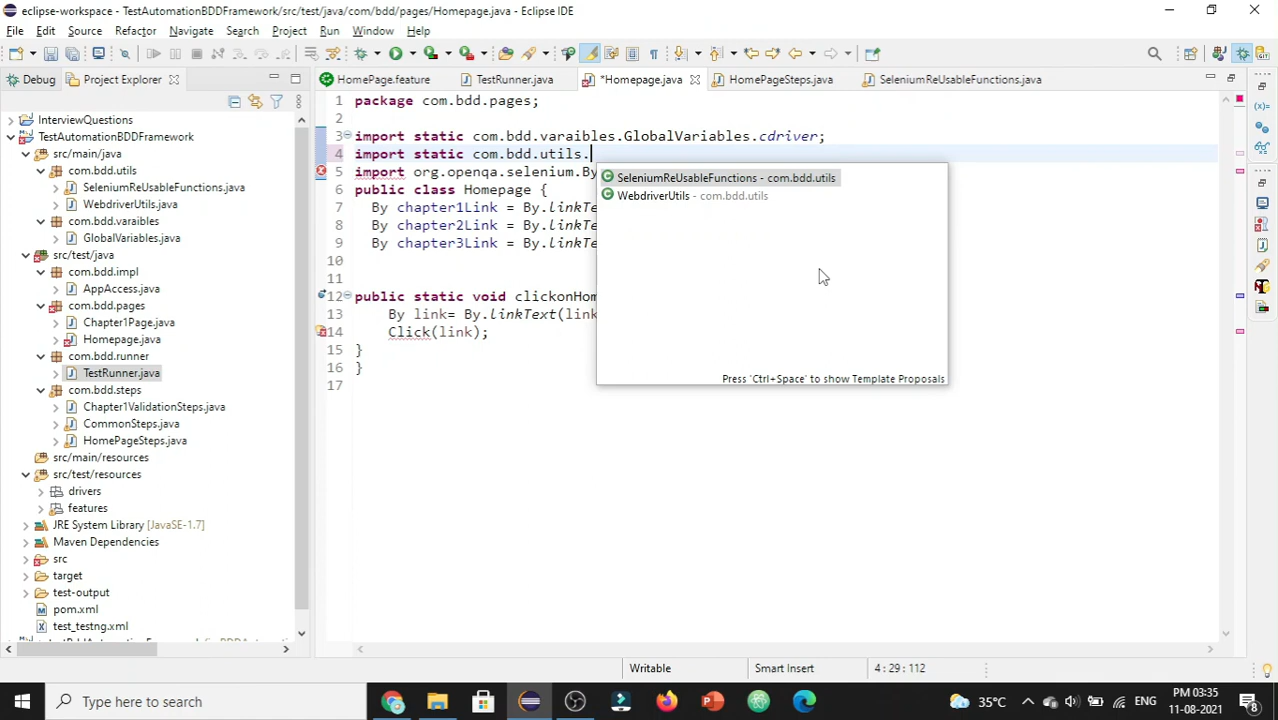 eclipse-workspace - TestAutomationBDDFramework/src/test/java/com/bdd/pages/Homepage.java - Eclipse IDE
File Edit Source Refactor Navigate Search Project Run Window Help
Debug Project Explorer
HomePage.feature TestRunner.java *Homepage.java HomePageSteps.java SeleniumReUsableFunctions.java
InterviewQuestions
TestAutomationBDDFramework
src/main/java
com.bdd.utils
SeleniumReUsableFunctions.java
WebdriverUtils.java
com.bdd.varaibles
GlobalVariables.java
src/test/java
com.bdd.impl
AppAccess.java
com.bdd.pages
Chapter1Page.java
Homepage.java
com.bdd.runner
TestRunner.java
com.bdd.steps
Chapter1ValidationSteps.java
CommonSteps.java
HomePageSteps.java
src/main/resources
src/test/resources
drivers
features
JRE System Library [JavaSE-1.7]
Maven Dependencies
src
target
test-output
pom.xml
test_testng.xml
1 package com.bdd.pages;
2
3 import static com.bdd.varaibles.GlobalVariables.cdriver;
4 import static com.bdd.utils.
5 import org.openqa.selenium.By
6 public class Homepage {
7 By chapter1Link = By.linkTe
8 By chapter2Link = By.linkTe
9 By chapter3Link = By.linkTe
10
11
12 public static void clickonHom
13 By link= By.linkText(link
14 Click(link);
15 }
16 }
17
SeleniumReUsableFunctions - com.bdd.utils
WebdriverUtils - com.bdd.utils
Press 'Ctrl+Space' to show Template Proposals
Writable Smart Insert 4 : 29 : 112
Type here to search
35°C ENG PM 03:35
11-08-2021
8